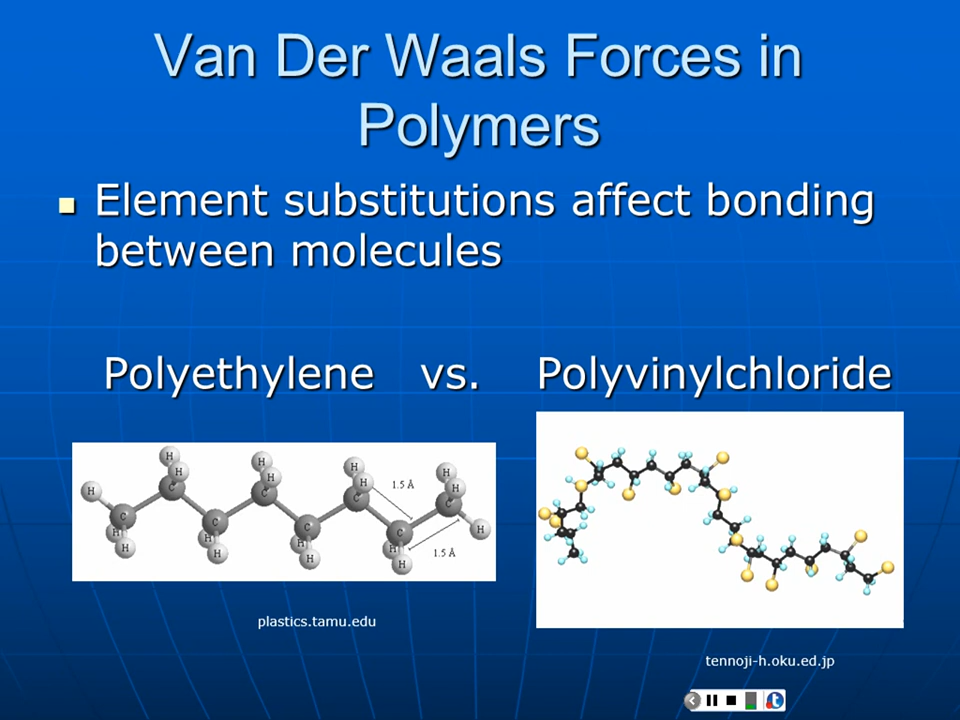 Van Der Waals Forces in
Polymers
Element substitutions affect bonding
between molecules
Polyethylene vs. Polyvinylchloride
H H H H H
H H H H H
H C C C C C C C H
1.5 Å
H H H H
H H H H
1.5 Å
plastics.tamu.edu
tennoji-h.oku.ed.jp
t